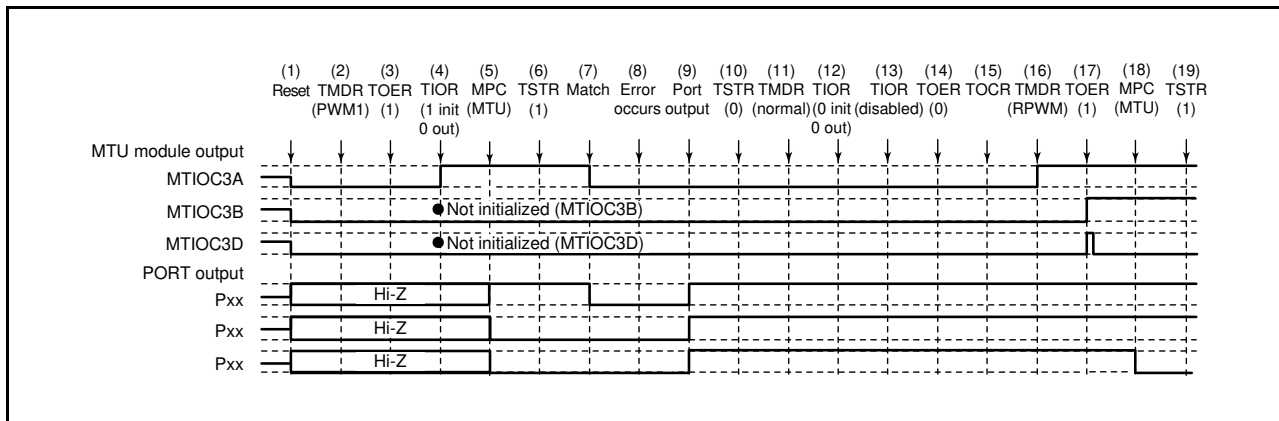 (1) (2) (3) (4) (5) (6) (7) (8) (9) (10) (11) (12) (13) (14) (15) (16) (17) (18) (19)
Reset TMDR TOER TIOR MPC TSTR Match Error Port TSTR TMDR TIOR TIOR TOER TOCR TMDR TOER MPC TSTR
(PWM1) (1) (1 init (MTU) (1) occurs output (0) (normal) (0 init (disabled) (0) (RPWM) (1) (MTU) (1)
0 out) 0 out)
MTU module output
MTIOC3A
MTIOC3B ●Not initialized (MTIOC3B)
MTIOC3D ●Not initialized (MTIOC3D)
PORT output
Pxx Hi-Z
Pxx Hi-Z
Pxx Hi-Z